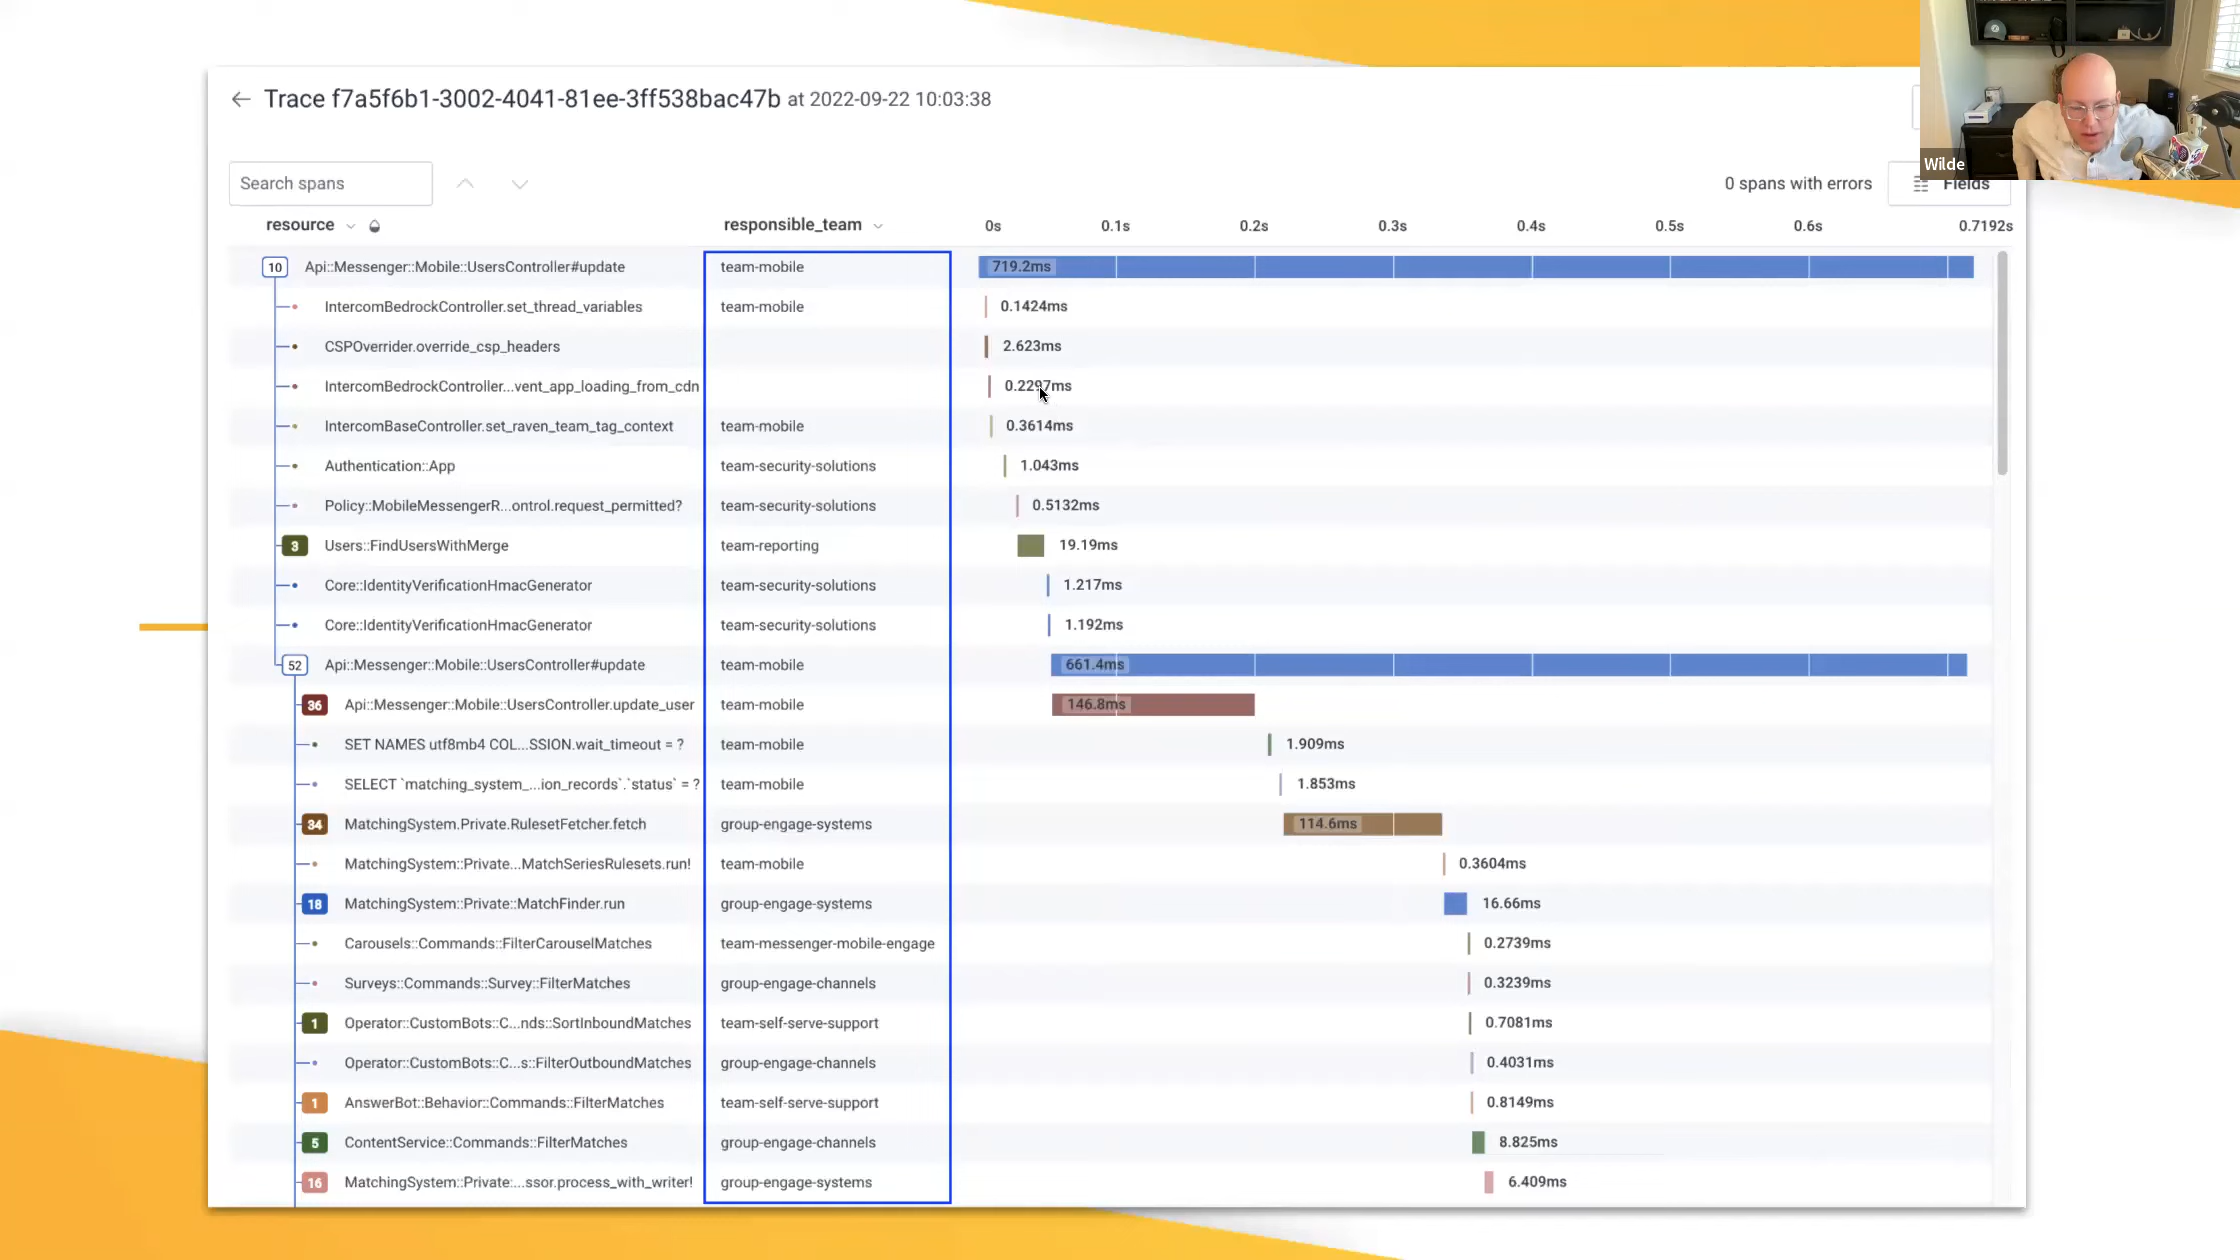 Trace f7a5f6b1-3002-4041-81ee-3ff538bac47b at 2022-09-22 10:03:38
Wilde
Search spans
0 spans with errors
Fields
resource responsible_team 0s 0.1s 0.2s 0.3s 0.4s 0.5s 0.6s 0.7192s
10 Api::Messenger::Mobile::UsersController#update team-mobile 719.2ms
IntercomBedrockController.set_thread_variables team-mobile 0.1424ms
CSPOverrider.override_csp_headers 2.623ms
IntercomBedrockController...vent_app_loading_from_cdn 0.2297ms
IntercomBaseController.set_raven_team_tag_context team-mobile 0.3614ms
Authentication::App team-security-solutions 1.043ms
Policy::MobileMessengerR...ontrol.request_permitted? team-security-solutions 0.5132ms
3 Users::FindUsersWithMerge team-reporting 19.19ms
Core::IdentityVerificationHmacGenerator team-security-solutions 1.217ms
Core::IdentityVerificationHmacGenerator team-security-solutions 1.192ms
52 Api::Messenger::Mobile::UsersController#update team-mobile 661.4ms
36 Api::Messenger::Mobile::UsersController.update_user team-mobile 146.8ms
SET NAMES utf8mb4 COL...SSION.wait_timeout = ? team-mobile 1.909ms
SELECT `matching_system_...ion_records`.`status` = ? team-mobile 1.853ms
34 MatchingSystem.Private.RulesetFetcher.fetch group-engage-systems 114.6ms
MatchingSystem::Private...MatchSeriesRulesets.run! team-mobile 0.3604ms
18 MatchingSystem::Private::MatchFinder.run group-engage-systems 16.66ms
Carousels::Commands::FilterCarouselMatches team-messenger-mobile-engage 0.2739ms
Surveys::Commands::Survey::FilterMatches group-engage-channels 0.3239ms
1 Operator::CustomBots::C...nds::SortInboundMatches team-self-serve-support 0.7081ms
Operator::CustomBots::C...s::FilterOutboundMatches group-engage-channels 0.4031ms
1 AnswerBot::Behavior::Commands::FilterMatches team-self-serve-support 0.8149ms
5 ContentService::Commands::FilterMatches group-engage-channels 8.825ms
16 MatchingSystem::Private:...ssor.process_with_writer! group-engage-systems 6.409ms